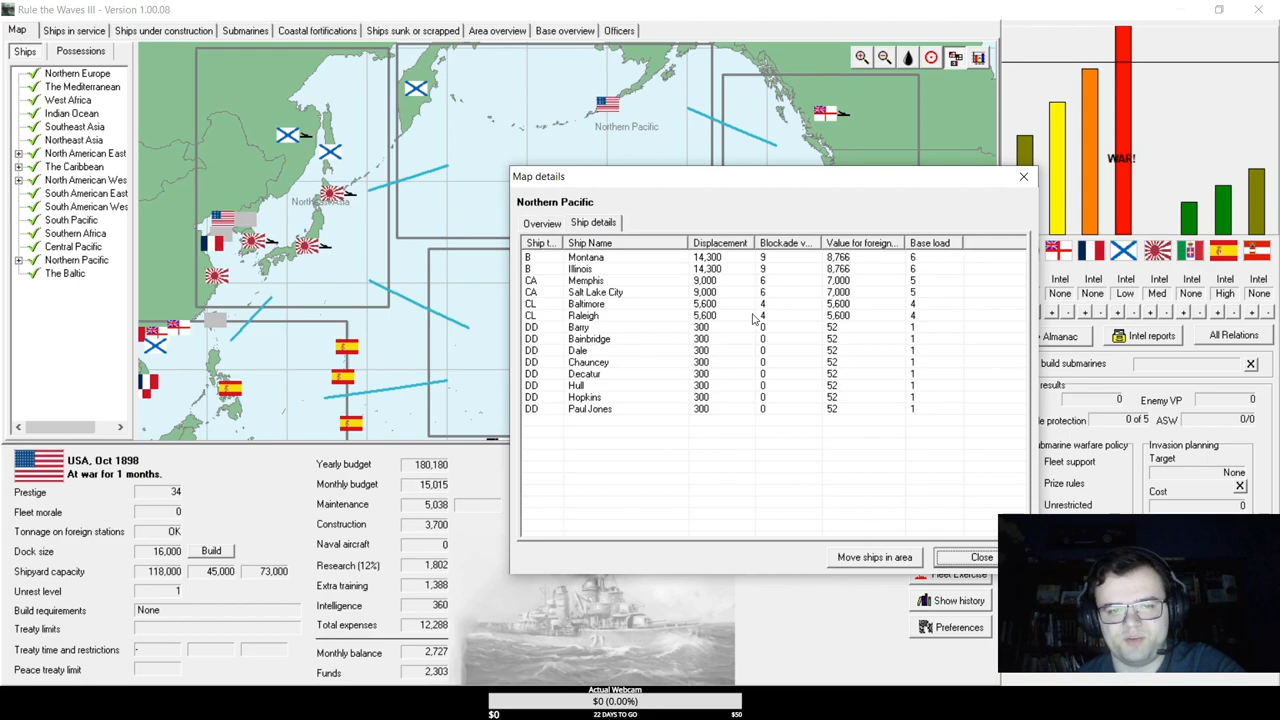 Rule the Waves III - Version 1.00.08
Map
Ships in service
Ships under construction
Submarines
Coastal fortifications
Ships sunk or scrapped
Area overview
Base overview
Officers
Ships
Possessions
Northern Europe
The Mediterranean
West Africa
Indian Ocean
Southeast Asia
Northeast Asia
North American East
The Caribbean
North American Wes
South American East
South American Wes
South Pacific
Southern Africa
Central Pacific
Northern Pacific
The Baltic
Northern Pacific
WAR!
Map details
Northern Pacific
Overview
Ship details
Ship t... Ship Name Displacement Blockade v... Value for foreign... Base load
B Montana 14,300 9 8,766 6
B Illinois 14,300 9 8,766 6
CA Memphis 9,000 6 7,000 5
CA Salt Lake City 9,000 6 7,000 5
CL Baltimore 5,600 4 5,600 4
CL Raleigh 5,600 4 5,600 4
DD Barry 300 0 52 1
DD Bainbridge 300 0 52 1
DD Dale 300 0 52 1
DD Chauncey 300 0 52 1
DD Decatur 300 0 52 1
DD Hull 300 0 52 1
DD Hopkins 300 0 52 1
DD Paul Jones 300 0 52 1
Move ships in area
Close
Intel Intel Intel Intel Intel Intel Intel
None None Low Med None High None
+ - + - + - + - + - + - + -
Almanac
Intel reports
All Relations
build submarines
X
results
0
Enemy VP
0
protection
0 of 5
ASW
0/0
marine warfare policy
Fleet support
Prize rules
Unrestricted
Invasion planning
Target
None
Cost
X
0
USA, Oct 1898
At war for 1 months.
Prestige 34
Fleet morale 0
Tonnage on foreign stations OK
Dock size 16,000 Build
Shipyard capacity 118,000 45,000 73,000
Unrest level 1
Build requirements None
Treaty limits
Treaty time and restrictions -
Peace treaty limit
Yearly budget 180,180
Monthly budget 15,015
Maintenance 5,038
Construction 3,700
Naval aircraft 0
Research (12%) 1,802
Extra training 1,388
Intelligence 360
Total expenses 12,288
Monthly balance 2,727
Funds 2,303
Fleet Exercise
Show history
Preferences
Actual Webcam
$0 (0.00%)
$0
22 DAYS TO GO
$50